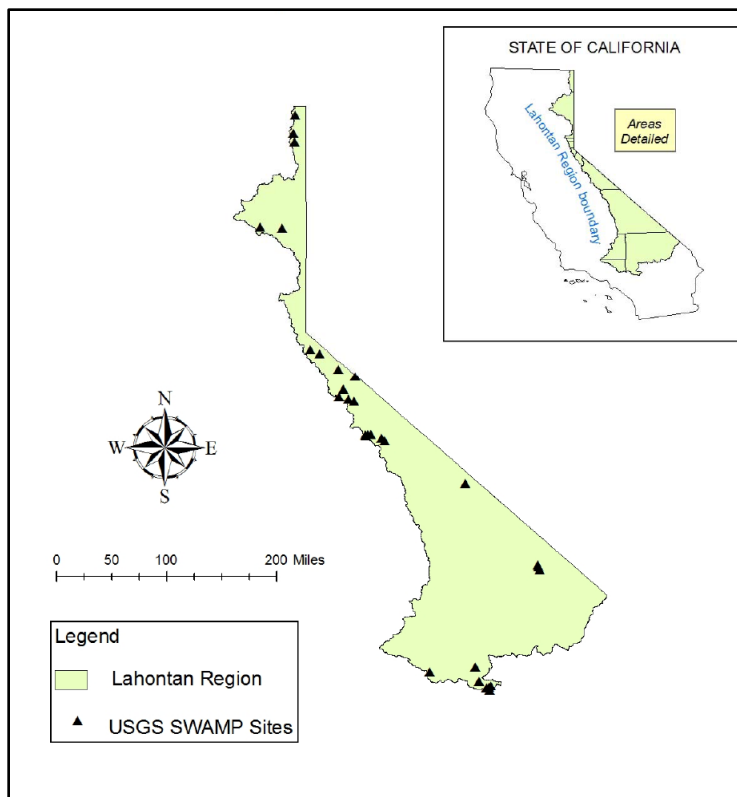 STATE OF CALIFORNIA
Areas
Detailed
Lahontan Region boundary
N
W
E
S
0 50 100 200 Miles
Legend
Lahontan Region
USGS SWAMP Sites